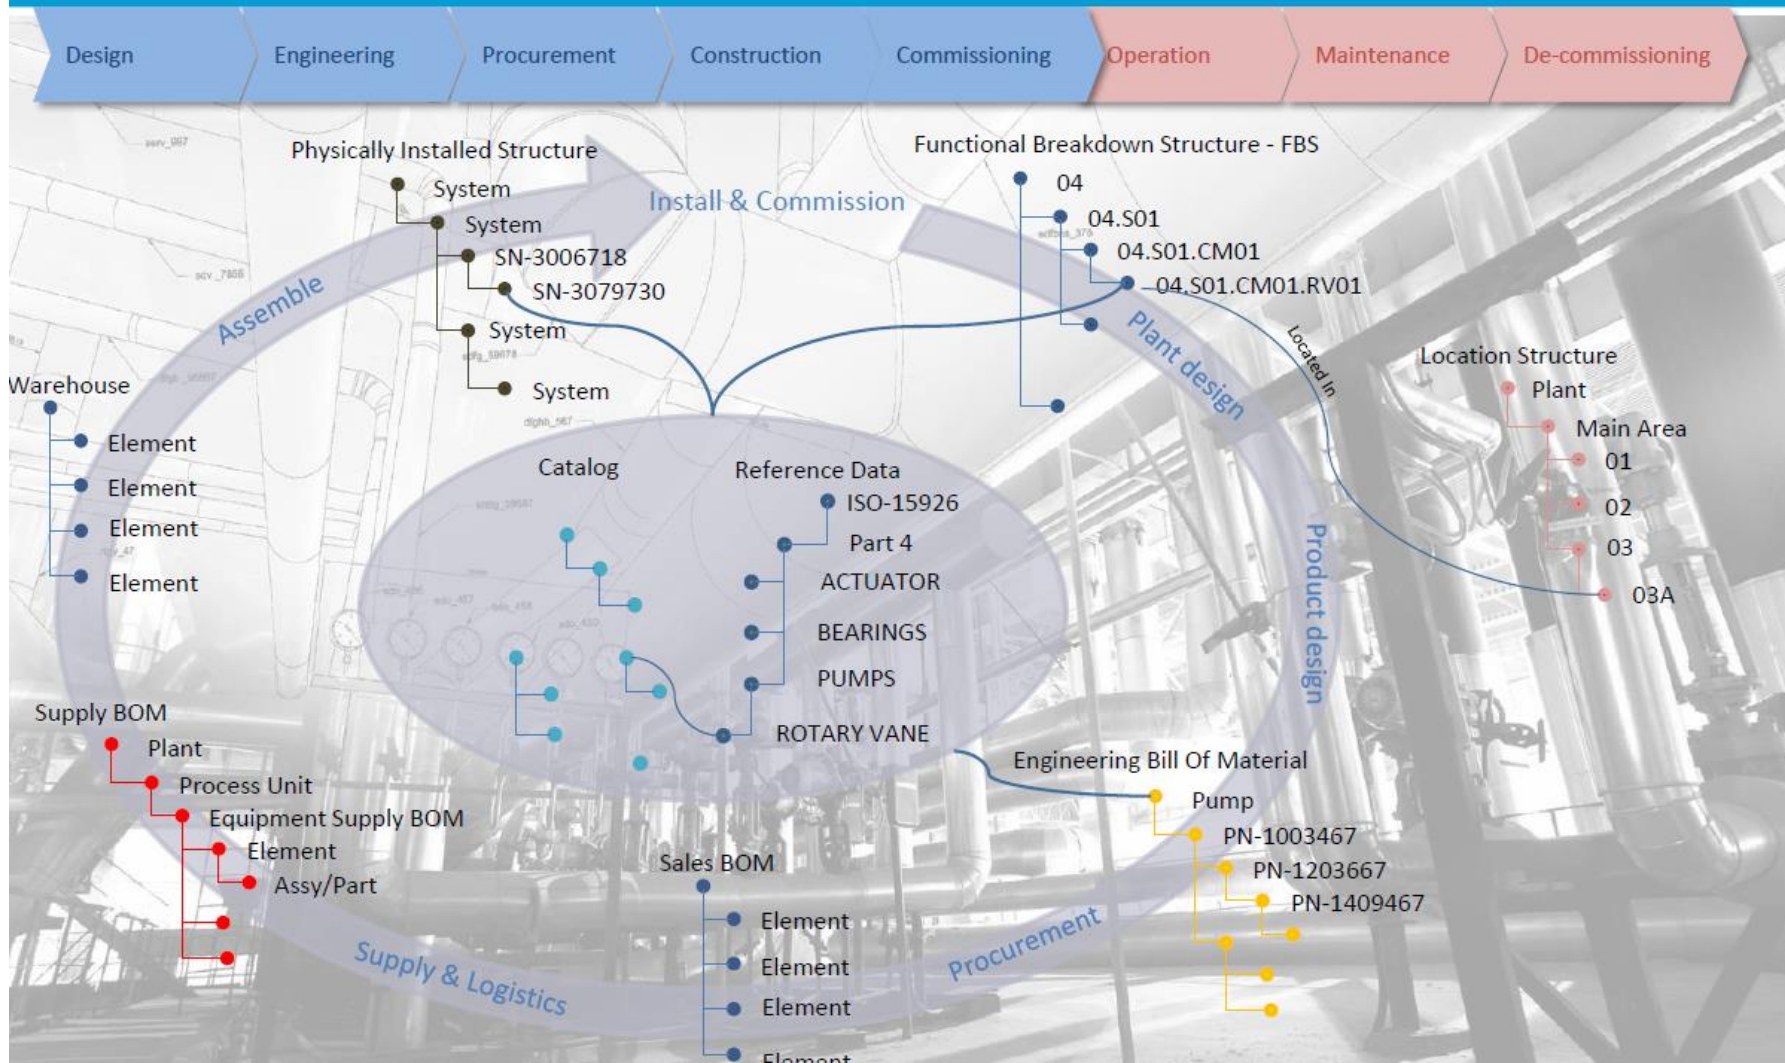 Design
Engineering
Procurement
Construction
Commissioning
Operation
Maintenance
De-commissioning
Physically Installed Structure
System
System
SN-3006718
SN-3079730
System
System
Install & Commission
Functional Breakdown Structure - FBS
04
04.S01
04.S01.CM01
04.S01.CM01.RV01
Located In
Location Structure
Plant
Main Area
01
02
03
03A
Assemble
Plant design
Product design
Procurement
Supply & Logistics
Warehouse
Element
Element
Element
Element
Catalog
Reference Data
ISO-15926
Part 4
ACTUATOR
BEARINGS
PUMPS
ROTARY VANE
Supply BOM
Plant
Process Unit
Equipment Supply BOM
Element
Assy/Part
Sales BOM
Element
Element
Element
Element
Engineering Bill Of Material
Pump
PN-1003467
PN-1203667
PN-1409467